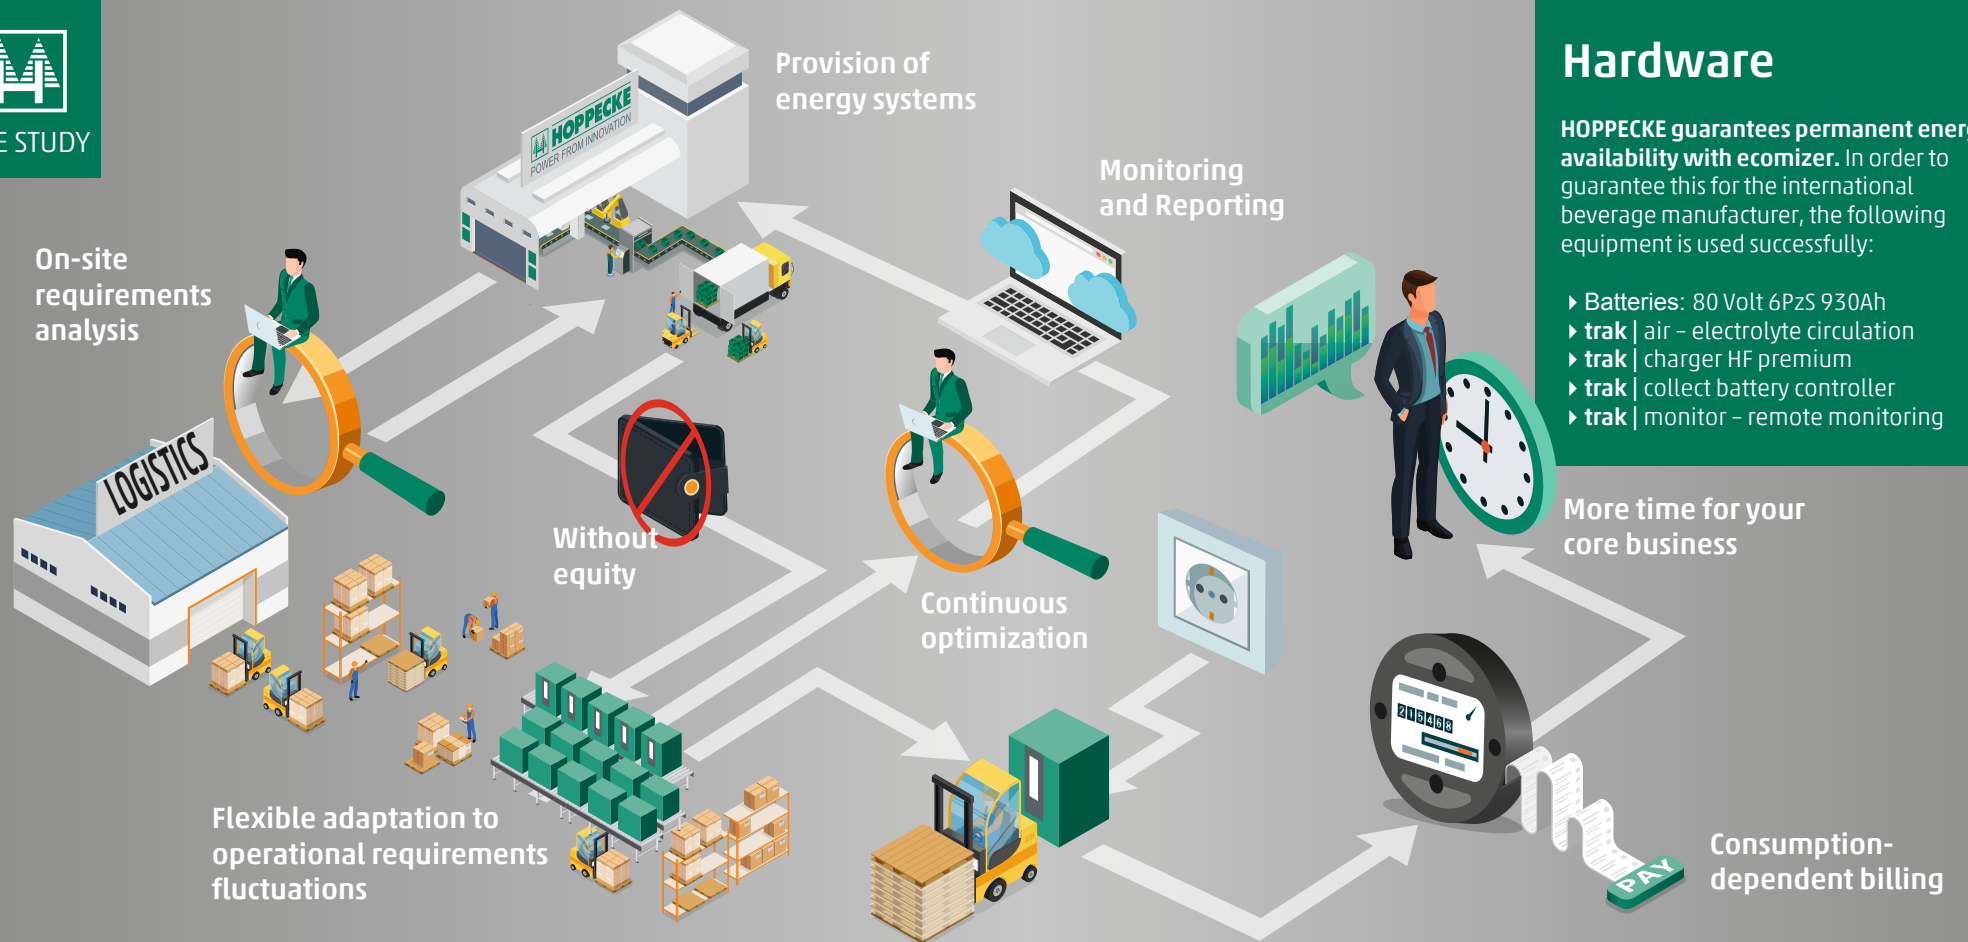 STUDY
Provision of
energy systems
HOPPECKE
POWER FROM INNOVATION
Monitoring
and Reporting
On-site
requirements
analysis
LOGISTICS
Without
equity
Continuous
optimization
Flexible adaptation to
operational requirements
fluctuations
Hardware
HOPPECKE guarantees permanent
availability with ecomizer. In order to
guarantee this for the international
beverage manufacturer, the following
equipment is used successfully:
Batteries: 80 Volt 6PzS 930Ah
trak | air – electrolyte circulation
trak | charger HF premium
trak | collect battery controller
trak | monitor – remote monitoring
More time for your
core business
215468
PAY
Consumption-
dependent billing